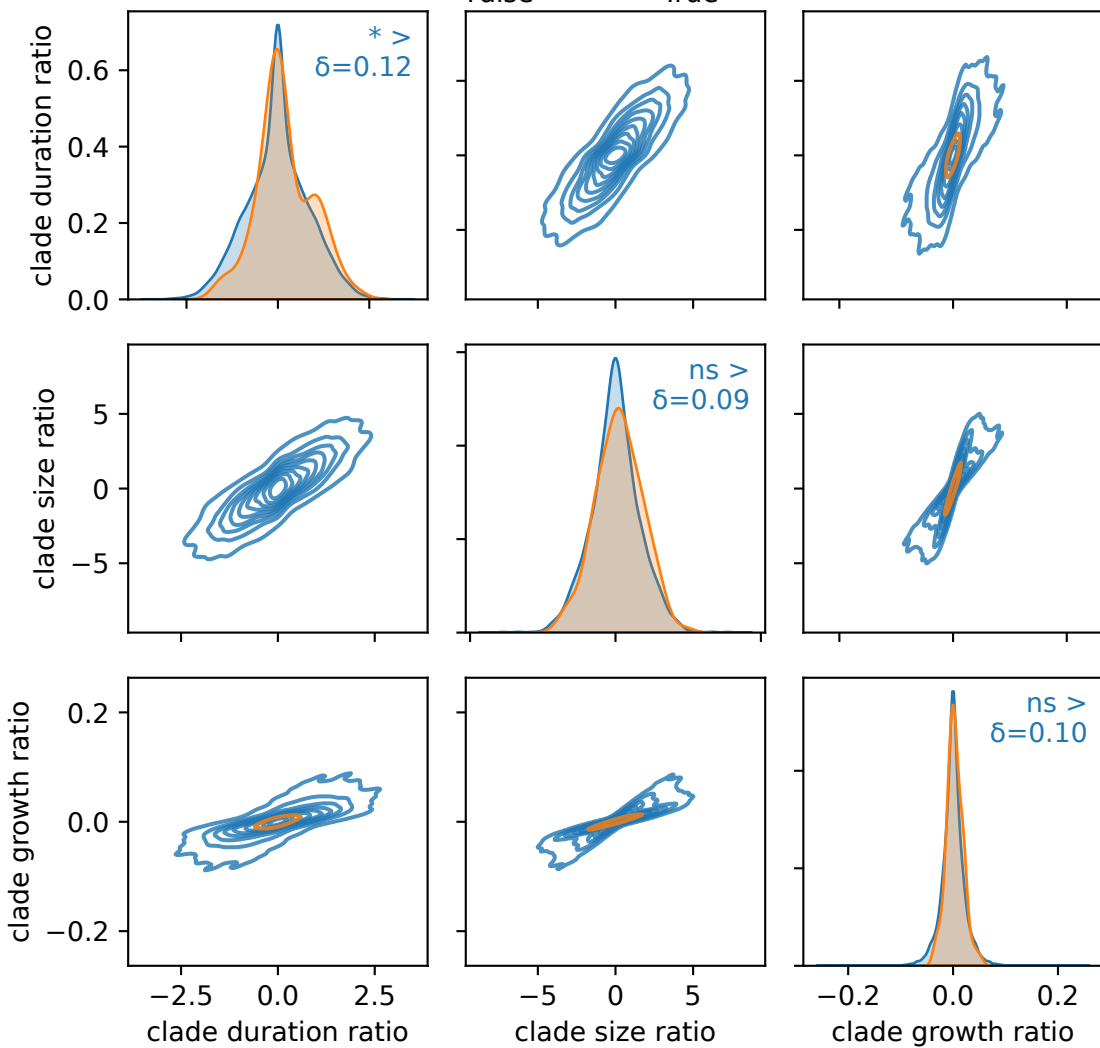 * >
δ=0.12
0.6
0.4
0.2
0.0
clade duration ratio
ns >
δ=0.09
5
0
−5
clade size ratio
ns >
δ=0.10
0.2
0.0
−0.2
clade growth ratio
−2.5 0.0 2.5
−5 0 5
−0.2 0.0 0.2
clade duration ratio
clade size ratio
clade growth ratio